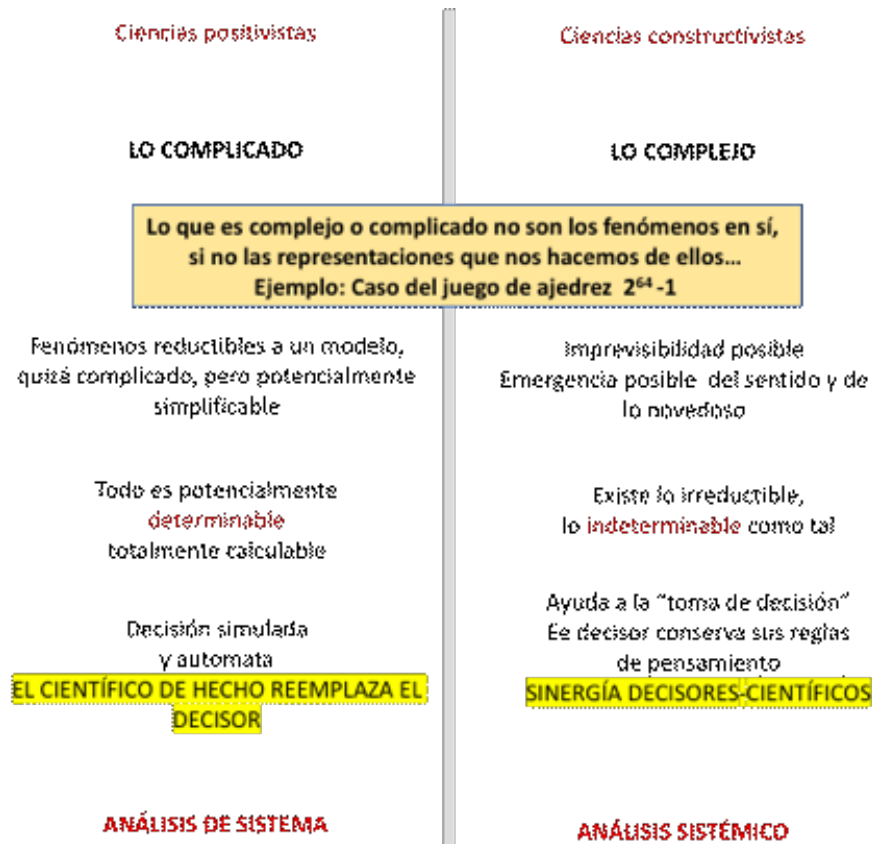 Ciencias positivistas
Ciencias constructivistas
LO COMPLICADO
LO COMPLEJO
Lo que es complejo o complicado no son los fenómenos en sí,
si no las representaciones que nos hacemos de ellos...
Ejemplo: Caso del juego de ajedrez 2⁶⁴ -1
Fenómenos reductibles a un modelo,
quizá complicado, pero potencialmente
simplificable
Imprevisibilidad posible
Emergencia posible del sentido y de
lo novedoso
Todo es potencialmente
determinable
totalmente calculable
Existe lo irreductible,
lo indeterminable como tal
Decisión simulada
y automata
EL CIENTÍFICO DE HECHO REEMPLAZA EL
DECISOR
Ayuda a la “toma de decisión”
Ee decisor conserva sus reglas
de pensamiento
SINERGÍA DECISORES-CIENTÍFICOS
ANÁLISIS DE SISTEMA
ANÁLISIS SISTÉMICO